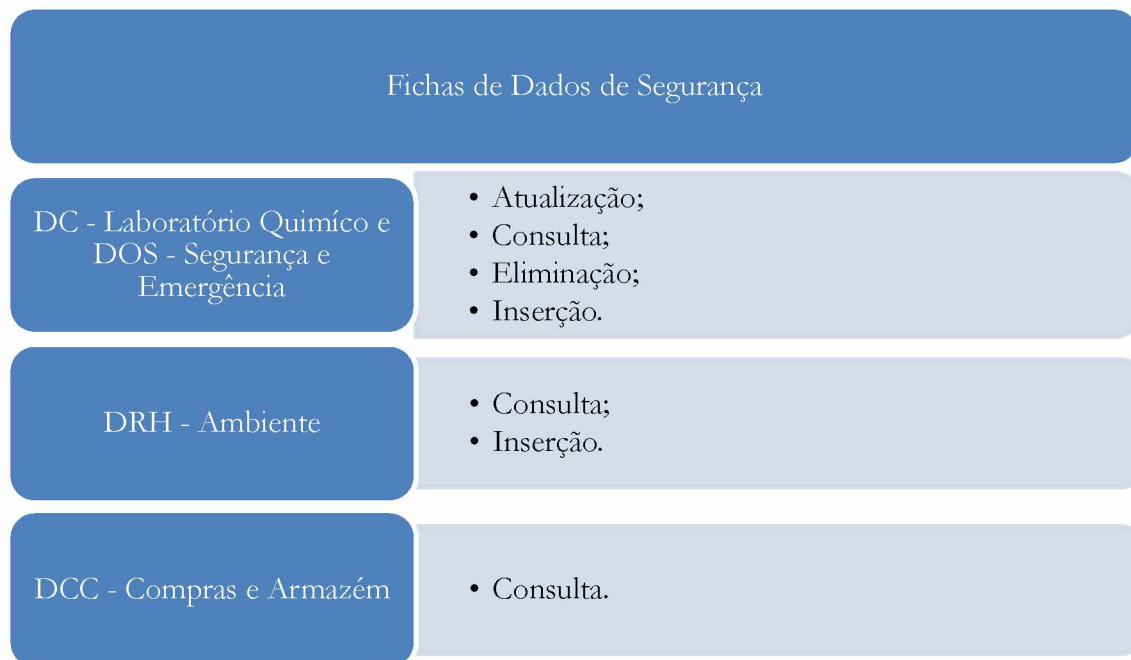 Fichas de Dados de Segurança
DC - Laboratório Quimíco e
DOS - Segurança e
Emergência
• Atualização;
• Consulta;
• Eliminação;
• Inserção.
DRH - Ambiente
• Consulta;
• Inserção.
DCC - Compras e Armazém
• Consulta.